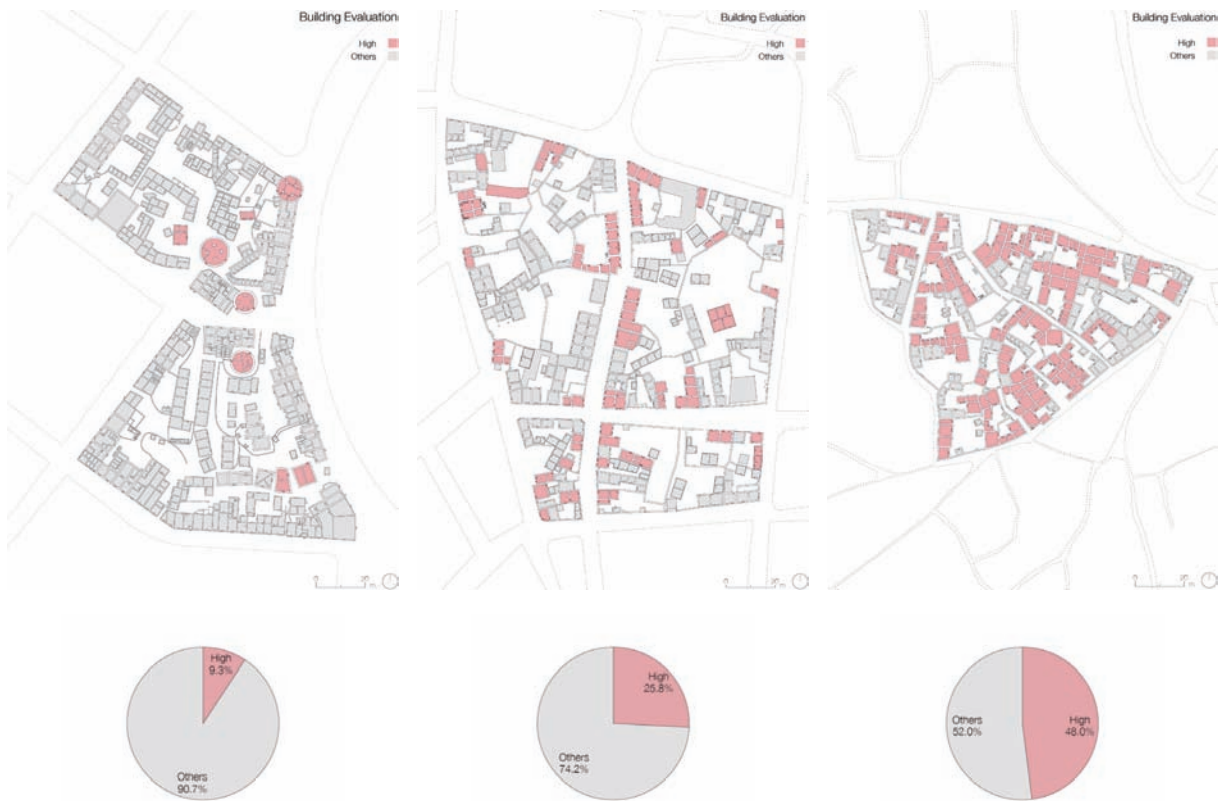 Building Evaluation
High
Others
Building Evaluation
High
Others
Building Evaluation
High
Others
High
9.3%
Others
90.7%
High
25.8%
Others
74.2%
Others
52.0%
High
48.0%